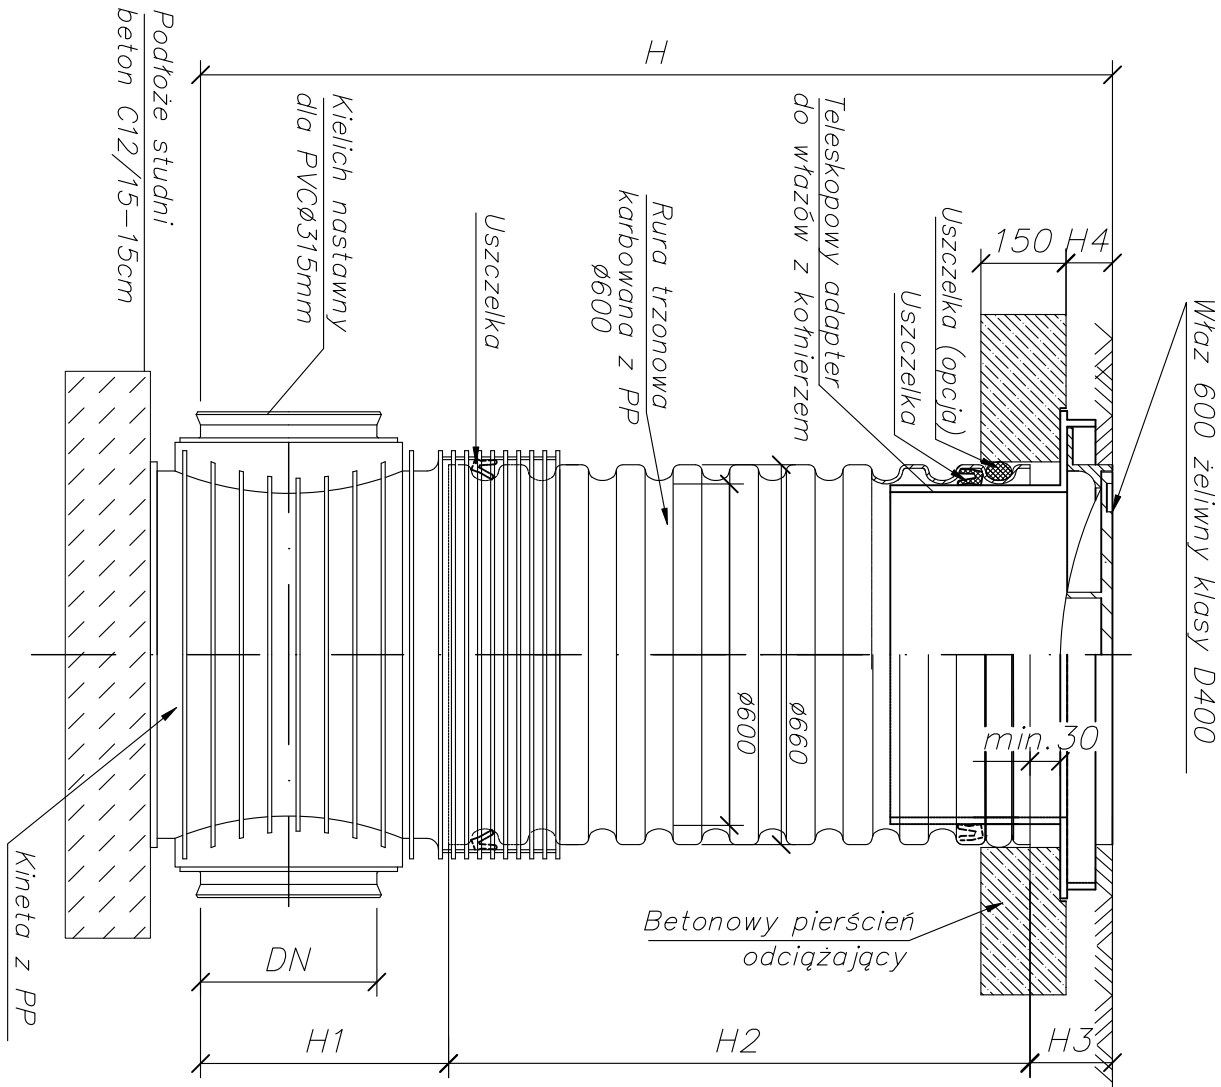 H
Podłoże studni
beton C12/15-15cm
Kielich nastawny
dla PVCø315mm
Uszczelka
Rura trzonowa
karbowana z PP
ø600
Teleskopowy adapter
do włazów z kołnierzem
Uszczelka (opcja)
Uszczelka
150
H4
Właz 600 żeliwny klasy D400
ø600
ø660
min.30
Betonowy pierścień
odciążający
Kineta z PP
DN
H1
H2
H3